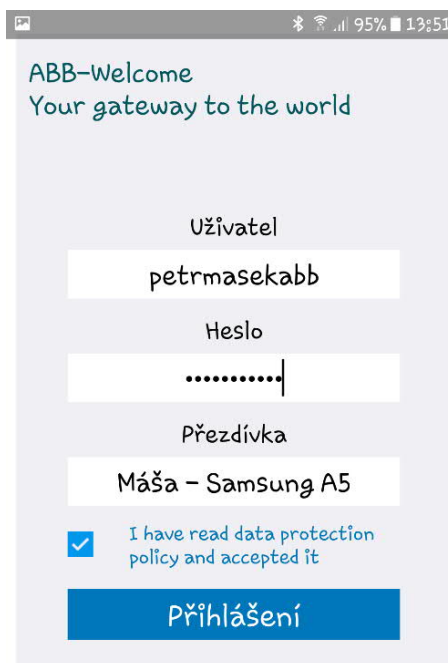 95% 13:51
ABB-Welcome
Your gateway to the world
Uživatel
petrmasekabb
Heslo
•••••••••••
Přezdívka
Máša - Samsung A5
I have read data protection
policy and accepted it
Přihlášení